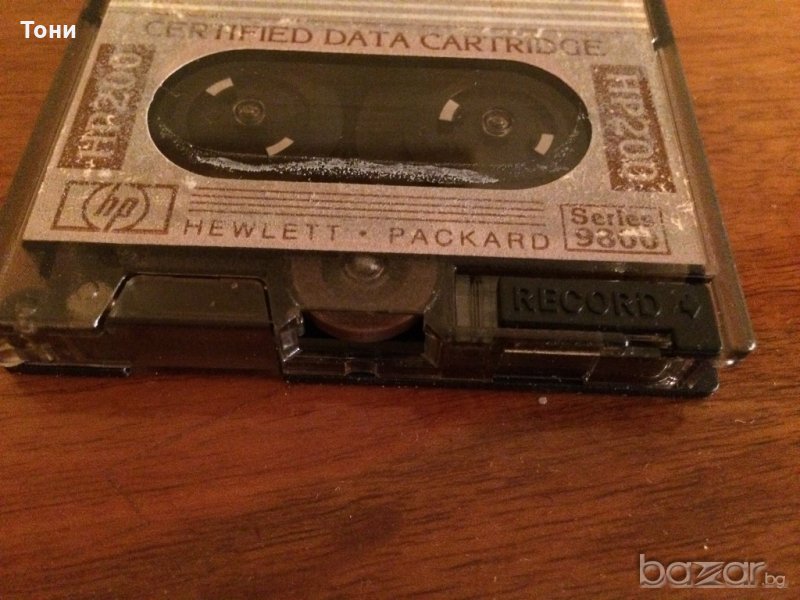 Тони
CERTIFIED DATA CARTRIDGE
HP200
HP200
hp
HEWLETT • PACKARD
Series
9800
RECORD
bazar.bg